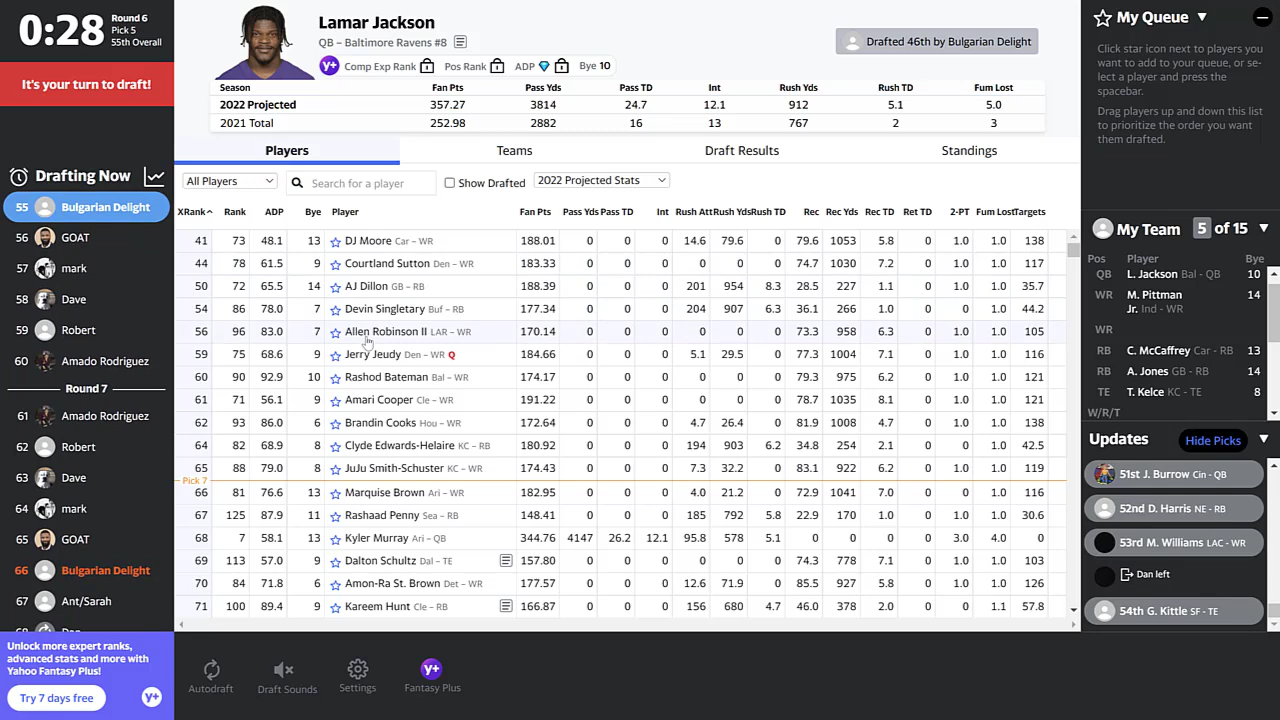 0:28
Round 6
Pick 5
55th Overall
It's your turn to draft!
Drafting Now
55 Bulgarian Delight
56 GOAT
57 mark
58 Dave
59 Robert
60 Amado Rodriguez
Round 7
61 Amado Rodriguez
62 Robert
63 Dave
64 mark
65 GOAT
66 Bulgarian Delight
67 Ant/Sarah
Unlock more expert ranks,
advanced stats and more with
Yahoo Fantasy Plus!
Try 7 days free
y+
Lamar Jackson
QB – Baltimore Ravens #8
y+ Comp Exp Rank Pos Rank ADP Bye 10
Drafted 46th by Bulgarian Delight
Season Fan Pts Pass Yds Pass TD Int Rush Yds Rush TD Fum Lost
2022 Projected 357.27 3814 24.7 12.1 912 5.1 5.0
2021 Total 252.98 2882 16 13 767 2 3
Players Teams Draft Results Standings
All Players Search for a player Show Drafted 2022 Projected Stats
XRank Rank ADP Bye Player Fan Pts Pass Yds Pass TD Int Rush Att Rush Yds Rush TD Rec Rec Yds Rec TD Ret TD 2-PT Fum Lost Targets
41 73 48.1 13 DJ Moore Car – WR 188.01 0 0 0 14.6 79.6 0 79.6 1053 5.8 0 1.0 1.0 138
44 78 61.5 9 Courtland Sutton Den – WR 183.33 0 0 0 0 0 0 74.7 1030 7.2 0 1.0 1.0 117
50 72 65.5 14 AJ Dillon GB – RB 188.39 0 0 0 201 954 8.3 28.5 227 1.1 0 1.0 1.0 35.7
54 86 78.0 7 Devin Singletary Buf – RB 177.34 0 0 0 204 907 6.3 36.1 266 1.0 0 1.0 1.0 44.2
56 96 83.0 7 Allen Robinson II LAR – WR 170.14 0 0 0 0 0 0 73.3 958 6.3 0 1.0 1.0 105
59 75 68.6 9 Jerry Jeudy Den – WR Q 184.66 0 0 0 5.1 29.5 0 77.3 1004 7.1 0 1.0 1.0 116
60 90 92.9 10 Rashod Bateman Bal – WR 174.17 0 0 0 0 0 0 79.3 975 6.2 0 1.0 1.0 121
61 71 56.1 9 Amari Cooper Cle – WR 191.22 0 0 0 0 0 0 78.7 1035 8.1 0 1.0 1.0 121
62 93 86.0 6 Brandin Cooks Hou – WR 172.64 0 0 0 4.7 26.4 0 81.9 1008 4.7 0 1.0 1.0 138
64 82 68.9 8 Clyde Edwards-Helaire KC – RB 180.92 0 0 0 194 903 6.2 34.8 254 2.1 0 1.0 1.0 42.5
65 88 79.0 8 JuJu Smith-Schuster KC – WR 174.43 0 0 0 7.3 32.2 0 83.1 922 6.2 0 1.0 1.0 119
Pick 7
66 81 76.6 13 Marquise Brown Ari – WR 182.95 0 0 0 4.0 21.2 0 72.9 1041 7.0 0 1.0 1.0 116
67 125 87.9 11 Rashaad Penny Sea – RB 148.41 0 0 0 185 792 5.8 22.9 170 1.0 0 1.0 1.0 30.6
68 7 58.1 13 Kyler Murray Ari – QB 344.76 4147 26.2 12.1 95.8 578 5.1 0 0 0 0 3.0 4.0 0
69 113 57.0 7 Dalton Schultz Dal – TE 157.80 0 0 0 0 0 0 74.3 778 7.1 0 1.0 1.0 103
70 84 71.8 6 Amon-Ra St. Brown Det – WR 177.57 0 0 0 12.6 71.9 0 85.5 927 5.8 0 1.0 1.0 126
71 100 89.4 9 Kareem Hunt Cle – RB 166.87 0 0 0 156 680 4.7 46.0 378 2.0 0 1.0 1.1 57.8
Autodraft
Draft Sounds
Settings
y+
Fantasy Plus
My Queue
Click star icon next to players you
want to add to your queue, or se-
lect a player and press the
spacebar.
Drag players up and down this list
to prioritize the order you want
them drafted.
My Team 5 of 15
Pos Player Bye
QB L. Jackson Bal - QB 10
WR M. Pittman 14
Jr. Ind - WR
WR
RB C. McCaffrey Car - RB 13
RB A. Jones GB - RB 14
TE T. Kelce KC - TE 8
W/R/T
Updates Hide Picks
51st J. Burrow Cin - QB
52nd D. Harris NE - RB
53rd M. Williams LAC - WR
Dan left
54th G. Kittle SF - TE